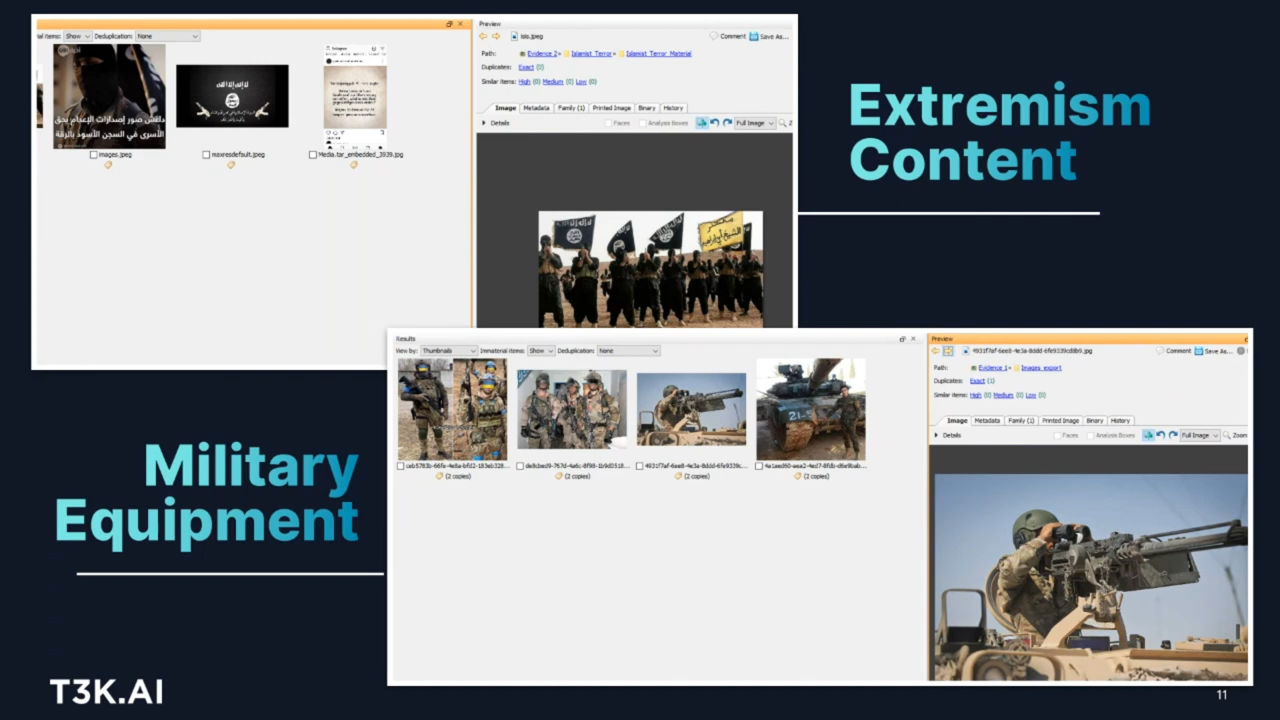 Extremism
Content
Military
Equipment
T3K.AI
11
ial items: Show Deduplication: None
داعش صور إصدارات الإعدام بحق
الأسرى في السجن الأسود بالرقة
images.jpeg
maxresdefault.jpeg
Media.tar_embedded_3939.jpg
Preview
isis.jpeg
Comment Save As...
Path: Evidence 2 » Islamist_Terror » Islamist_Terror_Material
Duplicates: Exact (0)
Similar items: High (0) Medium (0) Low (0)
Image Metadata Family (1) Printed Image Binary History
Details Faces Analysis Boxes Full Image
Results
View by: Thumbnails Immaterial items: Show Deduplication: None
21-
(2 copies)
(2 copies)
(2 copies)
(2 copies)
Preview
Comment Save As...
Path: Evidence 1 » Images_export
Duplicates: Exact (1)
Similar items: High (0) Medium (0) Low (0)
Image Metadata Family (1) Printed Image Binary History
Details Faces Analysis Boxes Full Image Zoom